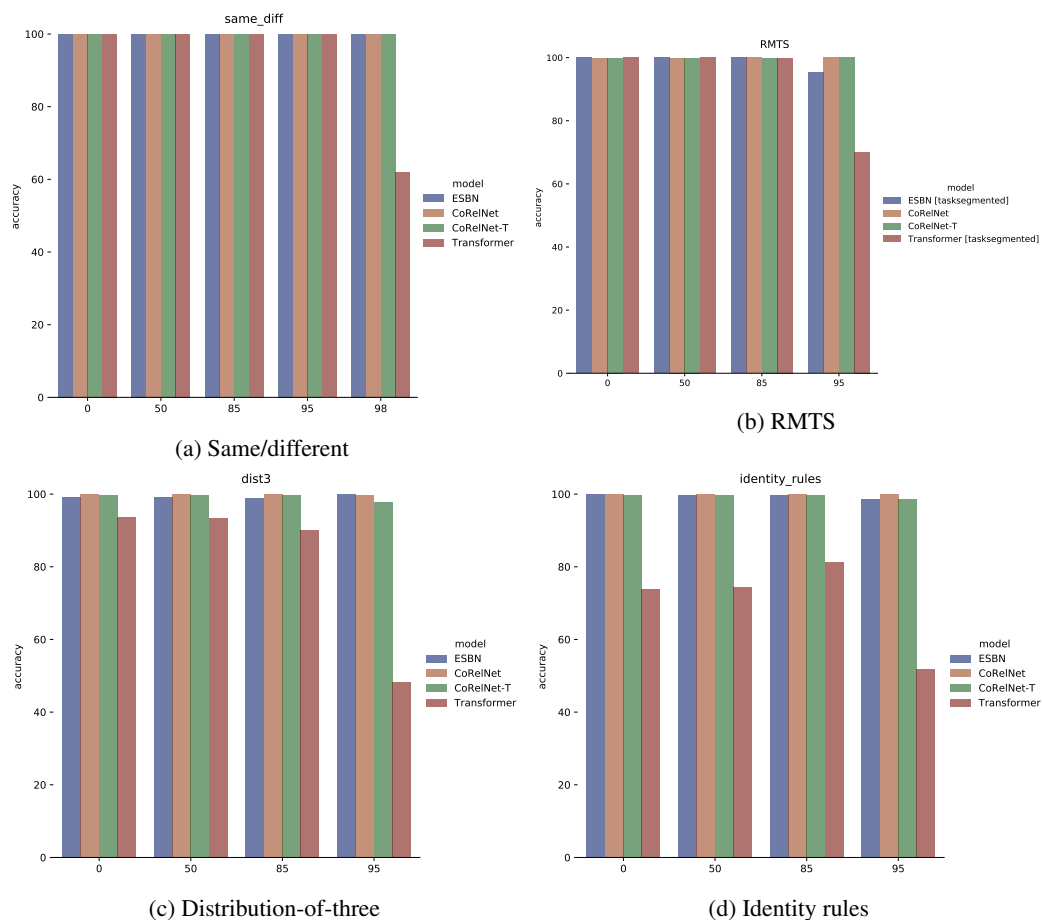 same_diff
100
80
60
40
20
0
accuracy
0 50 85 95 98
model
ESBN
CoRelNet
CoRelNet-T
Transformer
(a) Same/different
RMTS
100
80
60
40
20
0
accuracy
0 50 85 95
model
ESBN [tasksegmented]
CoRelNet
CoRelNet-T
Transformer [tasksegmented]
(b) RMTS
dist3
100
80
60
40
20
0
accuracy
0 50 85 95
model
ESBN
CoRelNet
CoRelNet-T
Transformer
(c) Distribution-of-three
identity_rules
100
80
60
40
20
0
accuracy
0 50 85 95
model
ESBN
CoRelNet
CoRelNet-T
Transformer
(d) Identity rules